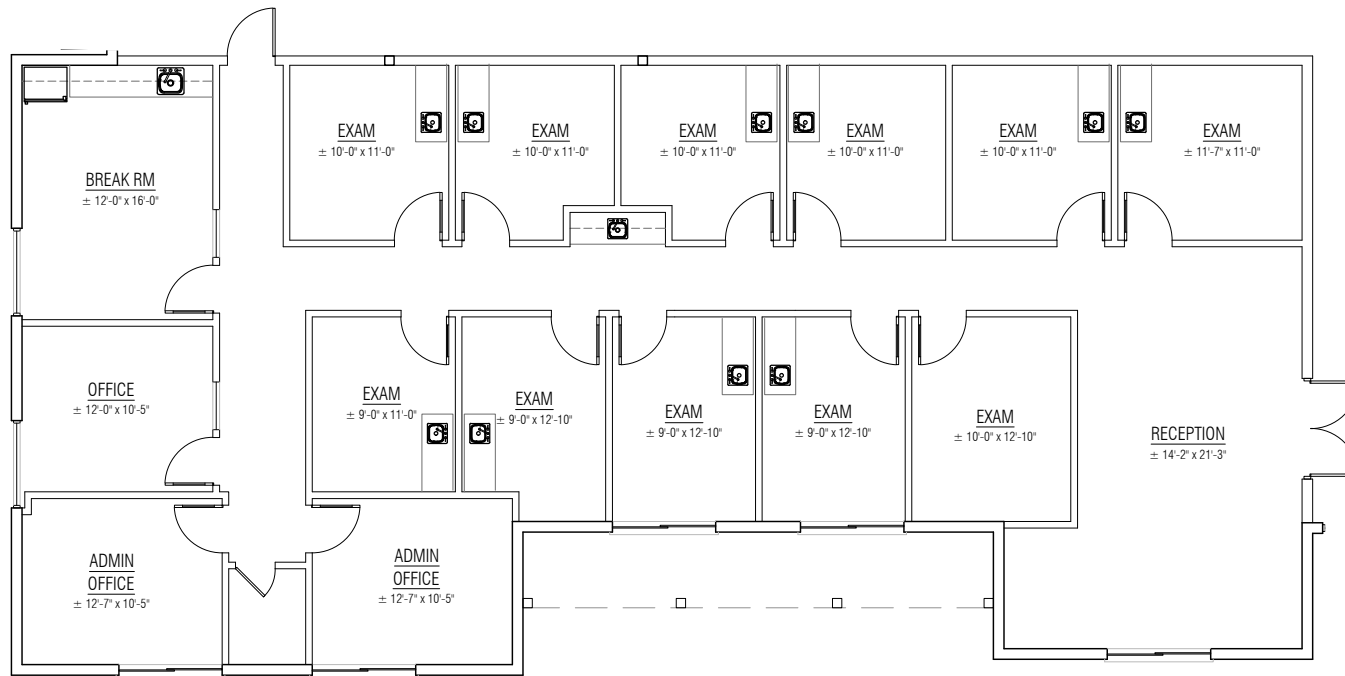 EXAM
± 10'-0" x 11'-0"
EXAM
± 10'-0" x 11'-0"
EXAM
± 10'-0" x 11'-0"
EXAM
± 10'-0" x 11'-0"
EXAM
± 10'-0" x 11'-0"
EXAM
± 11'-7" x 11'-0"
BREAK RM
± 12'-0" x 16'-0"
OFFICE
± 12'-0" x 10'-5"
EXAM
± 9'-0" x 11'-0"
EXAM
± 9'-0" x 12'-10"
EXAM
± 9'-0" x 12'-10"
EXAM
± 9'-0" x 12'-10"
EXAM
± 10'-0" x 12'-10"
RECEPTION
± 14'-2" x 21'-3"
ADMIN
OFFICE
± 12'-7" x 10'-5"
ADMIN
OFFICE
± 12'-7" x 10'-5"